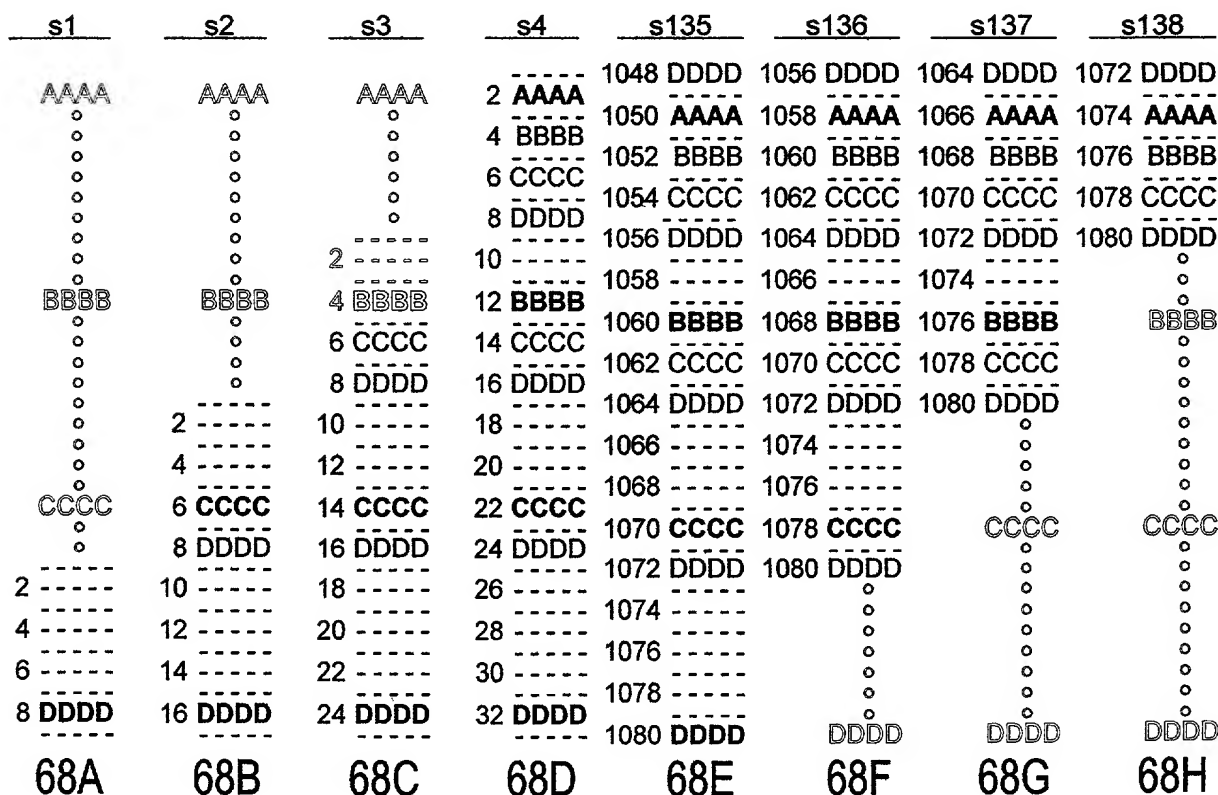 s1
AAAA
BBBB
CCCC
2 -----
4 -----
6 -----
8 DDDD
68A
s2
AAAA
BBBB
2 -----
4 -----
6 CCCC
8 DDDD
10 -----
12 -----
14 -----
16 DDDD
68B
s3
AAAA
2 -----
4 BBBB
6 CCCC
8 DDDD
10 -----
12 -----
14 CCCC
16 DDDD
18 -----
20 -----
22 -----
24 DDDD
68C
s4
2 AAAA
4 BBBB
6 CCCC
8 DDDD
10 -----
12 BBBB
14 CCCC
16 DDDD
18 -----
20 -----
22 CCCC
24 DDDD
26 -----
28 -----
30 -----
32 DDDD
68D
s135
1048 DDDD
1050 AAAA
1052 BBBB
1054 CCCC
1056 DDDD
1058 -----
1060 BBBB
1062 CCCC
1064 DDDD
1066 -----
1068 -----
1070 CCCC
1072 DDDD
1074 -----
1076 -----
1078 -----
1080 DDDD
68E
s136
1056 DDDD
1058 AAAA
1060 BBBB
1062 CCCC
1064 DDDD
1066 -----
1068 BBBB
1070 CCCC
1072 DDDD
1074 -----
1076 -----
1078 CCCC
1080 DDDD
DDDD
68F
s137
1064 DDDD
1066 AAAA
1068 BBBB
1070 CCCC
1072 DDDD
1074 -----
1076 BBBB
1078 CCCC
1080 DDDD
CCCC
DDDD
68G
s138
1072 DDDD
1074 AAAA
1076 BBBB
1078 CCCC
1080 DDDD
BBBB
CCCC
DDDD
68H